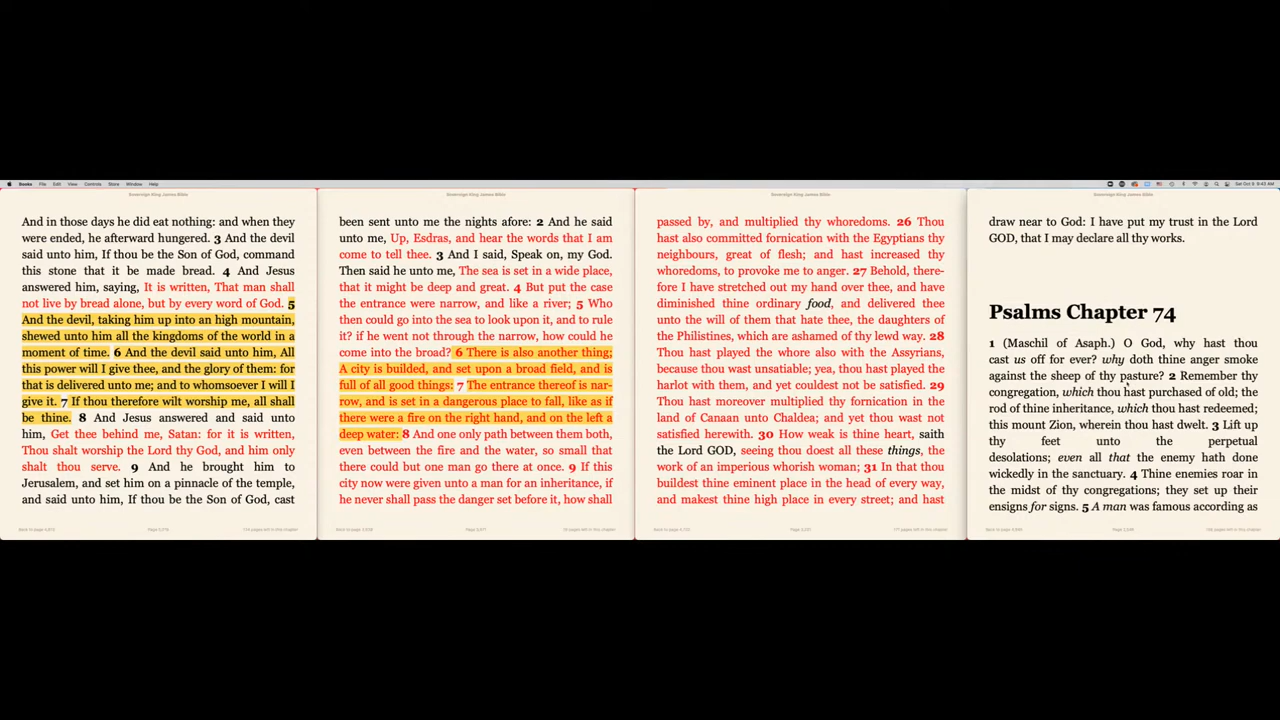 Books File Edit View Controls Store Window Help
Sat Oct 8 9:43 AM
Sovereign King James Bible
And in those days he did eat nothing: and when they
were ended, he afterward hungered. 3 And the devil
said unto him, If thou be the Son of God, command
this stone that it be made bread. 4 And Jesus
answered him, saying, It is written, That man shall
not live by bread alone, but by every word of God. 5
And the devil, taking him up into an high mountain,
shewed unto him all the kingdoms of the world in a
moment of time. 6 And the devil said unto him, All
this power will I give thee, and the glory of them: for
that is delivered unto me; and to whomsoever I will I
give it. 7 If thou therefore wilt worship me, all shall
be thine. 8 And Jesus answered and said unto
him, Get thee behind me, Satan: for it is written,
Thou shalt worship the Lord thy God, and him only
shalt thou serve. 9 And he brought him to
Jerusalem, and set him on a pinnacle of the temple,
and said unto him, If thou be the Son of God, cast
Sovereign King James Bible
been sent unto me the nights afore: 2 And he said
unto me, Up, Esdras, and hear the words that I am
come to tell thee. 3 And I said, Speak on, my God.
Then said he unto me, The sea is set in a wide place,
that it might be deep and great. 4 But put the case
the entrance were narrow, and like a river; 5 Who
then could go into the sea to look upon it, and to rule
it? if he went not through the narrow, how could he
come into the broad? 6 There is also another thing;
A city is builded, and set upon a broad field, and is
full of all good things: 7 The entrance thereof is nar-
row, and is set in a dangerous place to fall, like as if
there were a fire on the right hand, and on the left a
deep water: 8 And one only path between them both,
even between the fire and the water, so small that
there could but one man go there at once. 9 If this
city now were given unto a man for an inheritance, if
he never shall pass the danger set before it, how shall
Sovereign King James Bible
passed by, and multiplied thy whoredoms. 26 Thou
hast also committed fornication with the Egyptians thy
neighbours, great of flesh; and hast increased thy
whoredoms, to provoke me to anger. 27 Behold, there-
fore I have stretched out my hand over thee, and have
diminished thine ordinary food, and delivered thee
unto the will of them that hate thee, the daughters of
the Philistines, which are ashamed of thy lewd way. 28
Thou hast played the whore also with the Assyrians,
because thou wast unsatiable; yea, thou hast played the
harlot with them, and yet couldest not be satisfied. 29
Thou hast moreover multiplied thy fornication in the
land of Canaan unto Chaldea; and yet thou wast not
satisfied herewith. 30 How weak is thine heart, saith
the Lord GOD, seeing thou doest all these things, the
work of an imperious whorish woman; 31 In that thou
buildest thine eminent place in the head of every way,
and makest thine high place in every street; and hast
Sovereign King James Bible
draw near to God: I have put my trust in the Lord
GOD, that I may declare all thy works.
Psalms Chapter 74
1 (Maschil of Asaph.) O God, why hast thou
cast us off for ever? why doth thine anger smoke
against the sheep of thy pasture? 2 Remember thy
congregation, which thou hast purchased of old; the
rod of thine inheritance, which thou hast redeemed;
this mount Zion, wherein thou hast dwelt. 3 Lift up
thy feet unto the perpetual
desolations; even all that the enemy hath done
wickedly in the sanctuary. 4 Thine enemies roar in
the midst of thy congregations; they set up their
ensigns for signs. 5 A man was famous according as